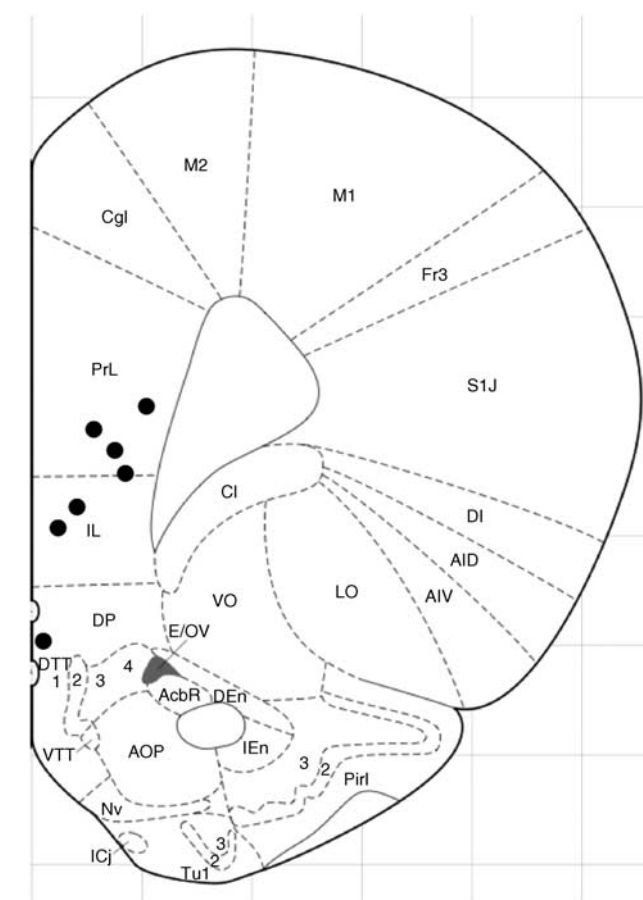 M2
M1
Cgl
Fr3
PrL
S1J
CI
DI
IL
AID
LO
AIV
VO
DP
E/OV
DTT
4
1 2 3
AcbR DEn
VTT
AOP
IEn
3 2
PirI
Nv
3
ICj
2
Tu1